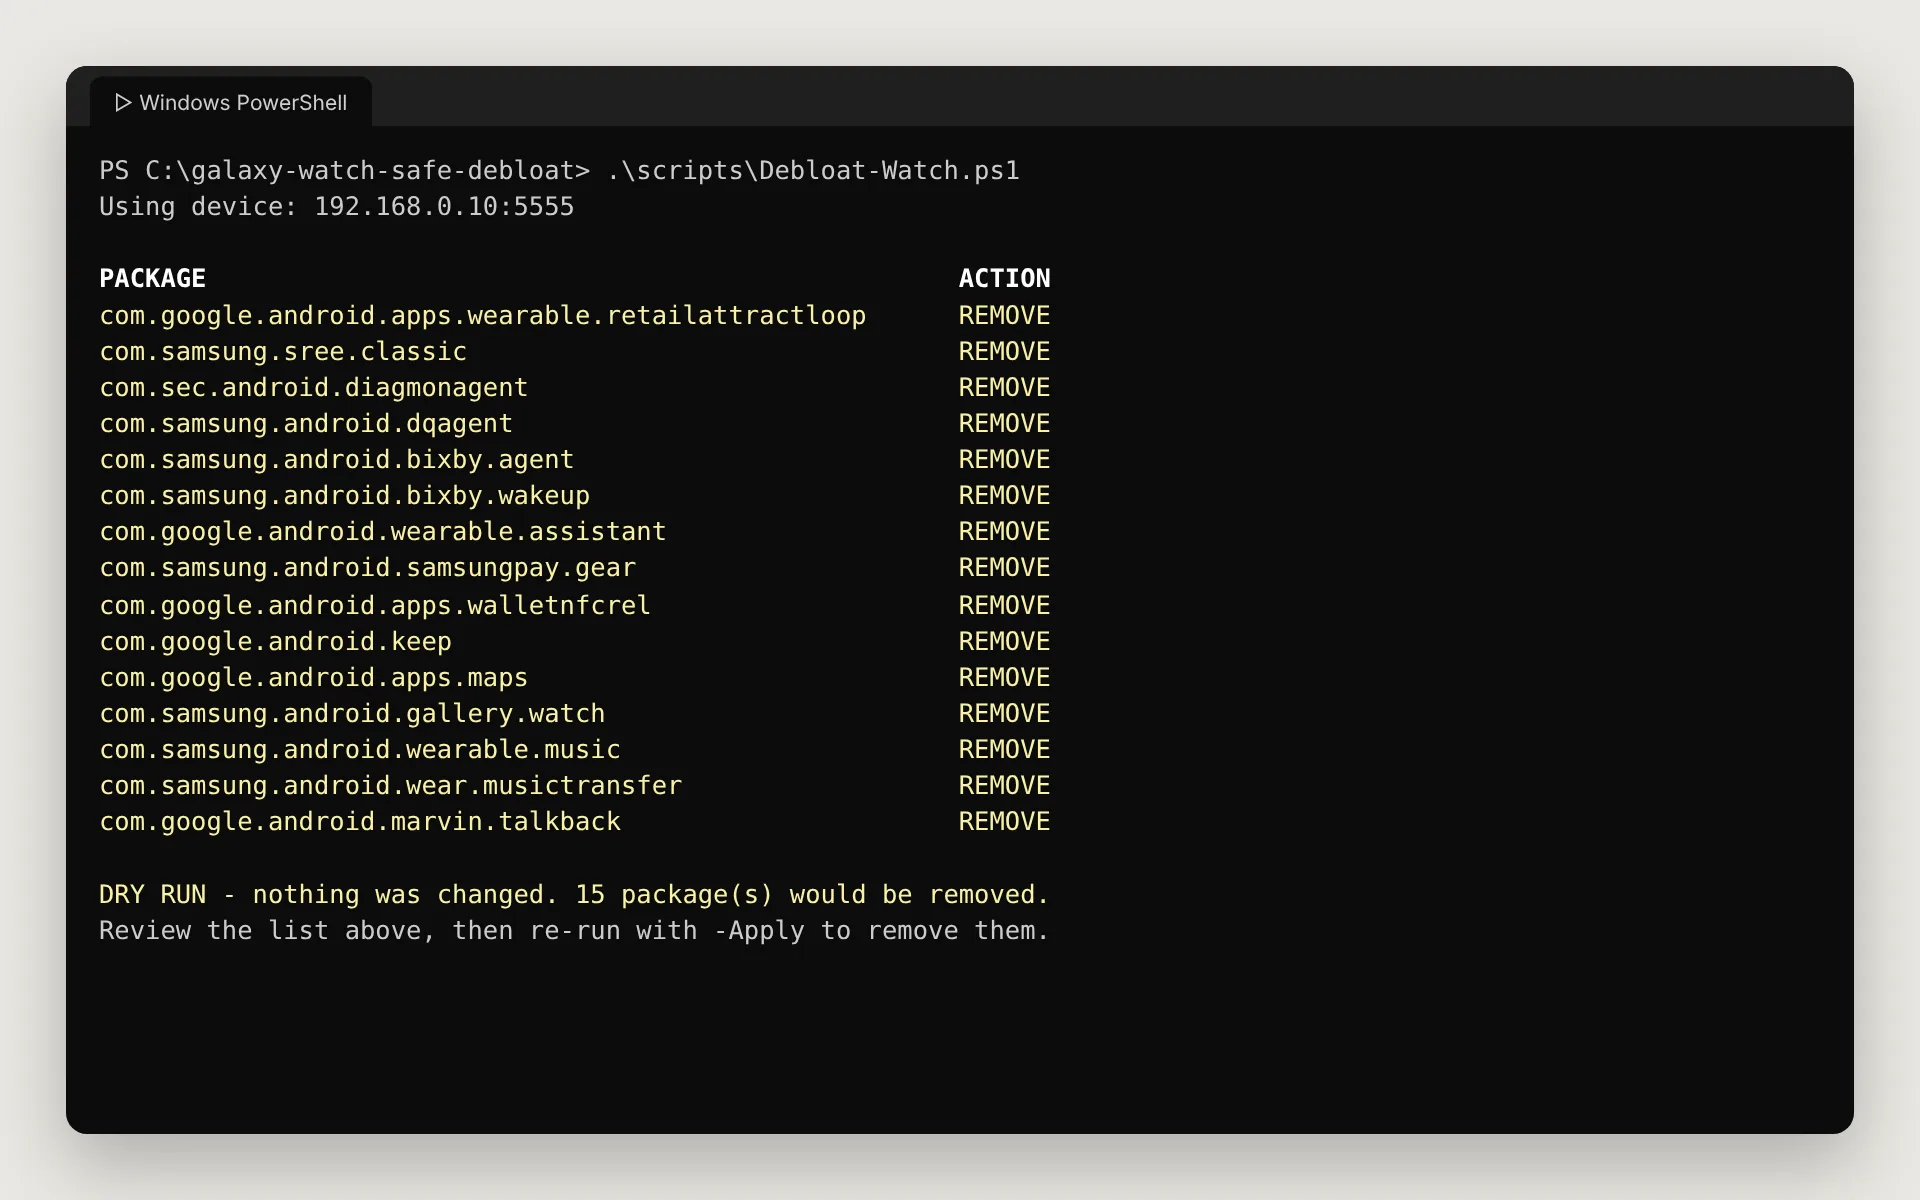 Windows PowerShell
PS C:\galaxy-watch-safe-debloat> .\scripts\Debloat-Watch.ps1
Using device: 192.168.0.10:5555
PACKAGE ACTION
com.google.android.apps.wearable.retailattractloop REMOVE
com.samsung.sree.classic REMOVE
com.sec.android.diagmonagent REMOVE
com.samsung.android.dqagent REMOVE
com.samsung.android.bixby.agent REMOVE
com.samsung.android.bixby.wakeup REMOVE
com.google.android.wearable.assistant REMOVE
com.samsung.android.samsungpay.gear REMOVE
com.google.android.apps.walletnfcrel REMOVE
com.google.android.keep REMOVE
com.google.android.apps.maps REMOVE
com.samsung.android.gallery.watch REMOVE
com.samsung.android.wearable.music REMOVE
com.samsung.android.wear.musictransfer REMOVE
com.google.android.marvin.talkback REMOVE
DRY RUN - nothing was changed. 15 package(s) would be removed.
Review the list above, then re-run with -Apply to remove them.